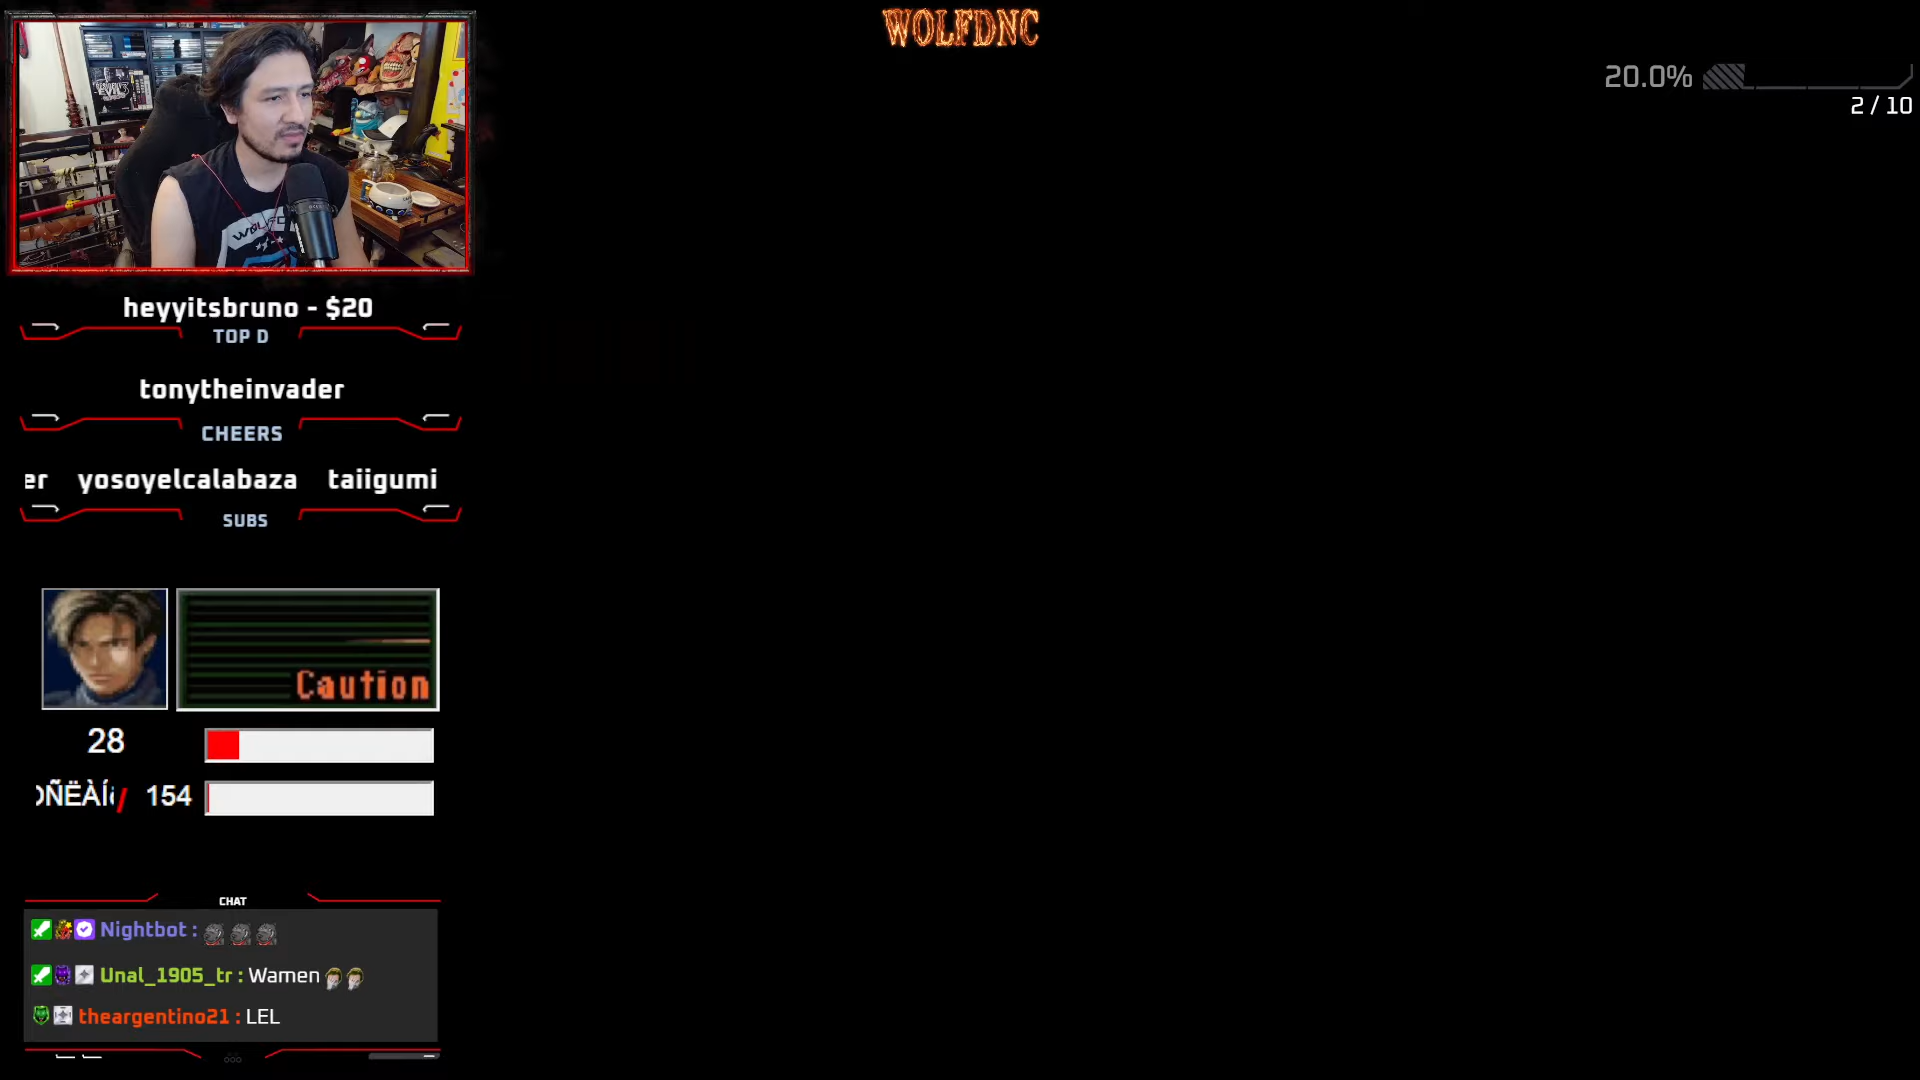 WOLFDNC
20.0%
2 / 10
WOLFDNC
heyyitsbruno - $20
TOP D
tonytheinvader
CHEERS
er yosoyelcalabaza taiigumi
SUBS
Caution
28
/ 154
CHAT
Nightbot :
Unal_1905_tr : Wamen
theargentino21 : LEL